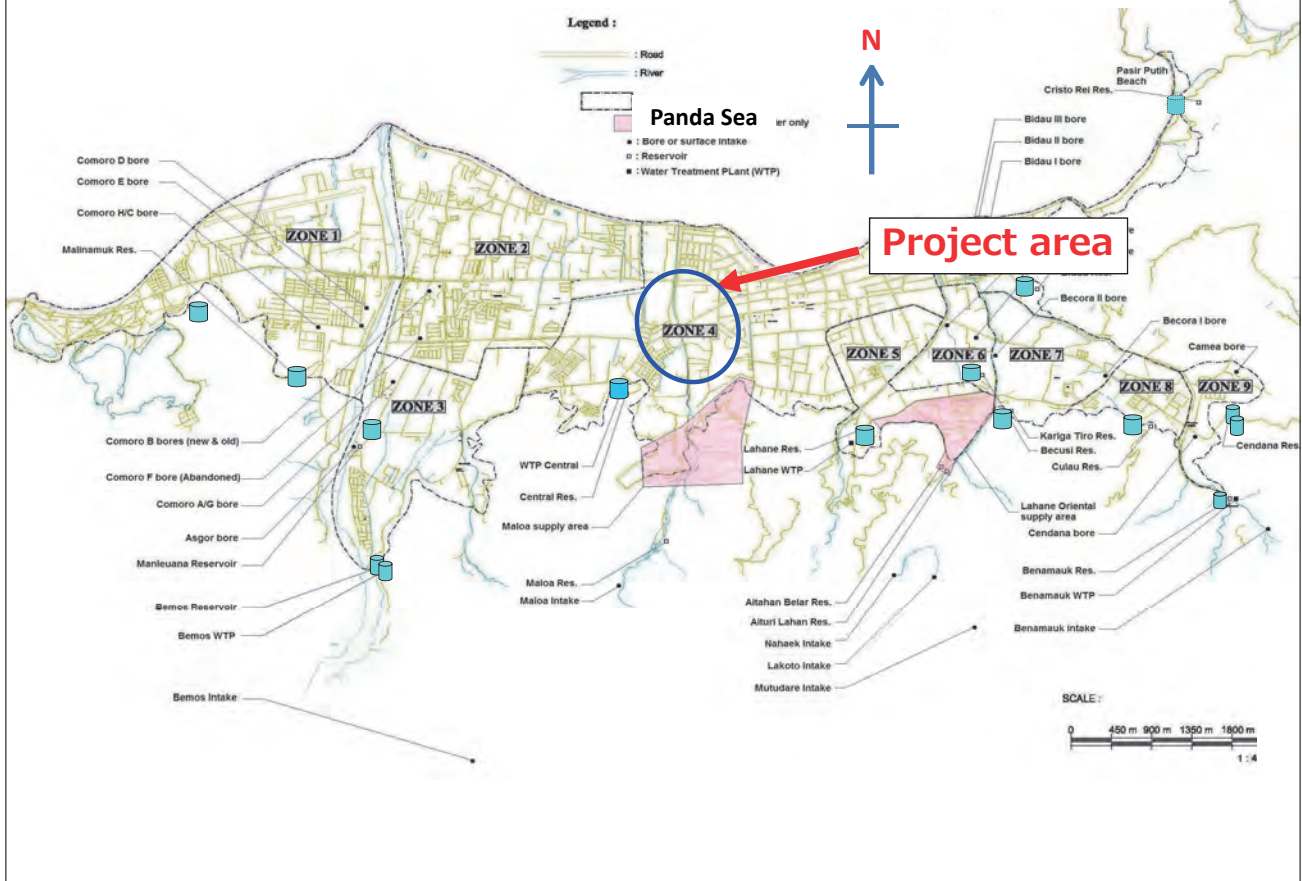 Legend :
: Road
: River
Panda Sea
er only
: Bore or surface intake
: Reservoir
: Water Treatment PLant (WTP)
N
Pasir Putih
Beach
Cristo Rei Res.
Bidau III bore
Bidau II bore
Bidau I bore
Comoro D bore
Comoro E bore
Comoro H/C bore
Malinamuk Res.
ZONE 1
ZONE 2
Project area
ZONE 4
ZONE 3
ZONE 5
ZONE 6
ZONE 7
ZONE 8
ZONE 9
Becora II bore
Becora I bore
Camea bore
Comoro B bores (new & old)
Comoro F bore (Abandoned)
Comoro A/G bore
Asgor bore
Manleuana Reservoir
Bemos Reservoir
Bemos WTP
Bemos Intake
WTP Central
Central Res.
Maloa supply area
Maloa Res.
Maloa Intake
Lahane Res.
Lahane WTP
Kariga Tiro Res.
Becusi Res.
Culau Res.
Cendana Res.
Lahane Oriental
supply area
Cendana bore
Aitahan Belar Res.
Aituri Lahan Res.
Nahaek Intake
Lakoto Intake
Mutudare Intake
Benamauk Res.
Benamauk WTP
Benamauk Intake
SCALE :
0 450 m 900 m 1350 m 1800 m
1 : 4